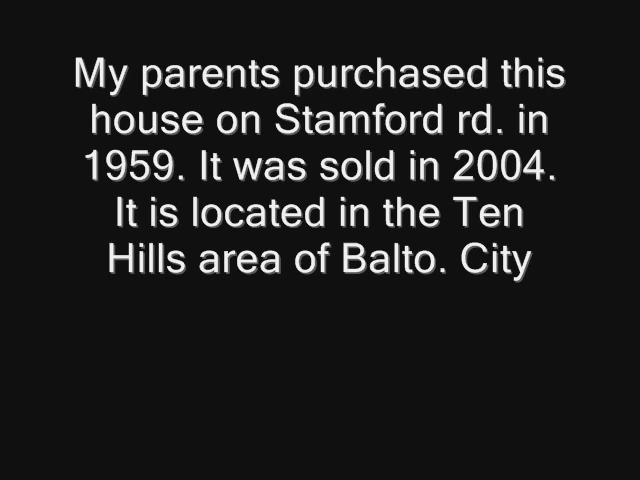 My parents purchased this
house on Stamford rd. in
1959. It was sold in 2004.
It is located in the Ten
Hills area of Balto. City